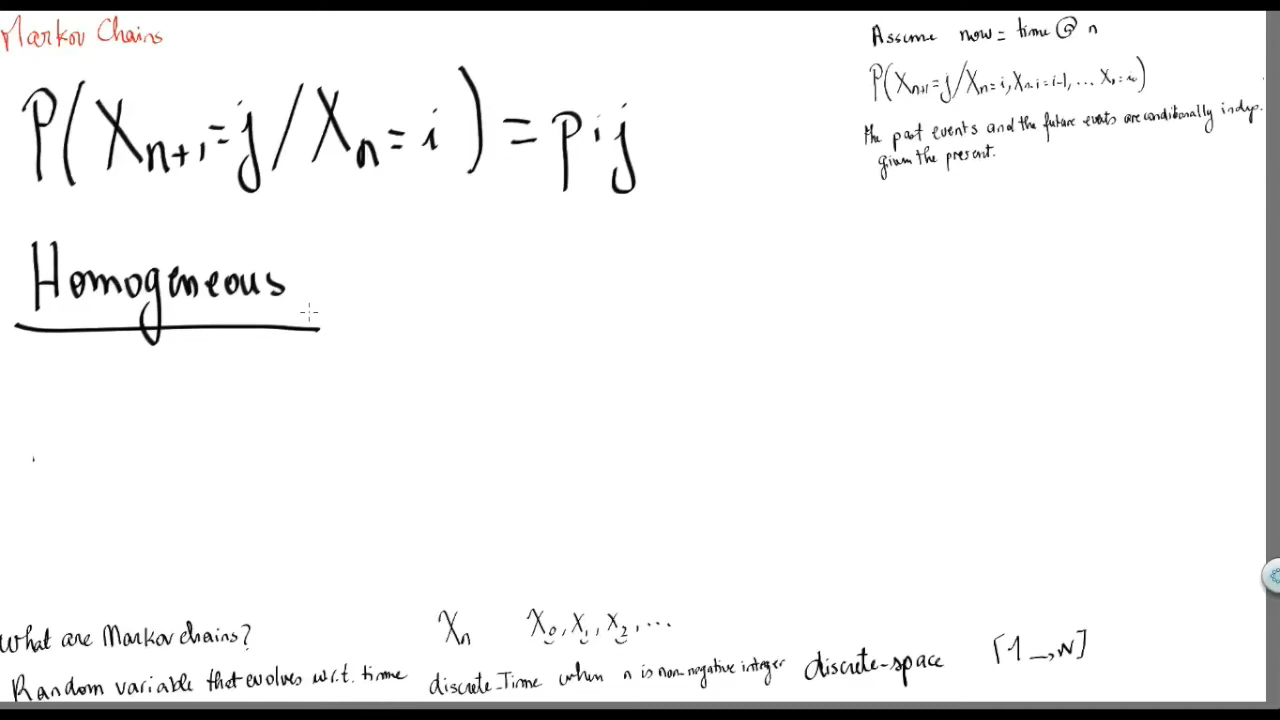 Markov Chains
P(Xn+1=j/Xn=i)=pij
Homogeneous
Assume now = time @ n
P(Xn+1=j/Xn=i, Xn-1=i-1, ... X0=i0)
the past events and the future events are conditionally indep.
given the present.
What are Markov chains?
Xn X0, X1, X2, ...
Random variable that evolves w.r.t. time
discrete-Time when n is non-negative integer
discrete-space [1→N]